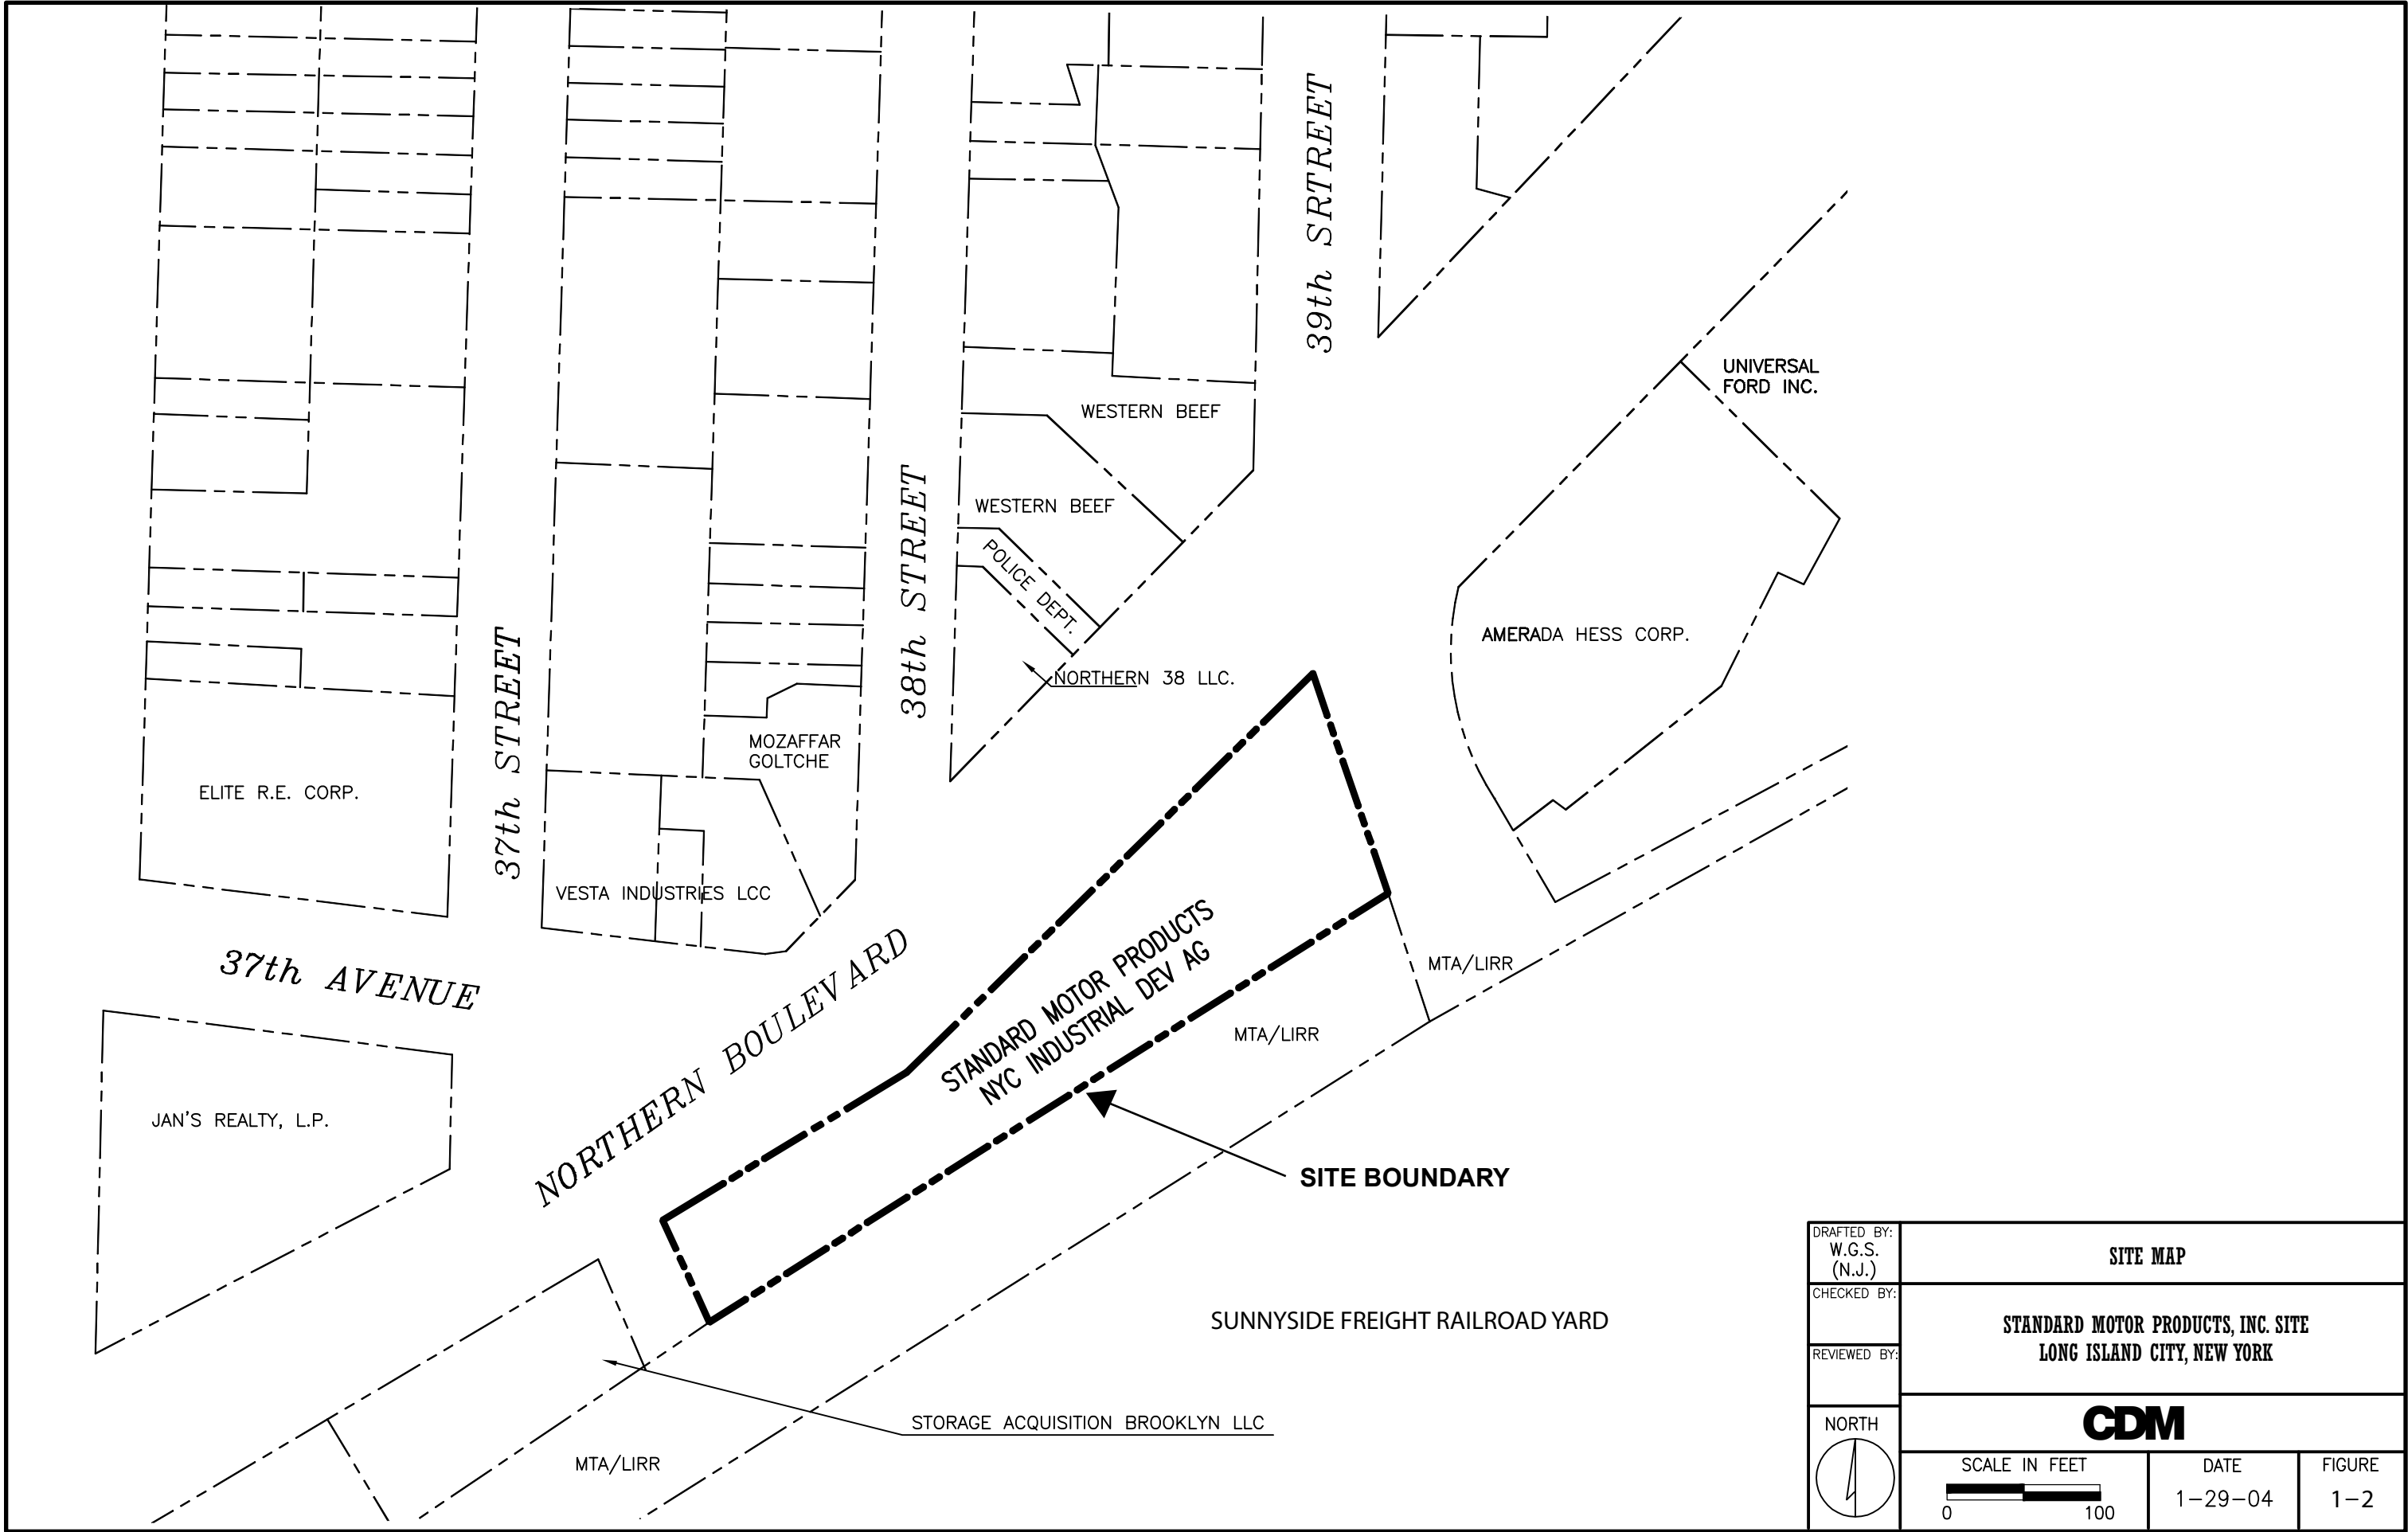 39th SRTREET
UNIVERSAL
FORD INC.
WESTERN BEEF
WESTERN BEEF
38th STREET
POLICE DEPT.
AMERADA HESS CORP.
37th STREET
NORTHERN 38 LLC.
MOZAFFAR
GOLTCHE
ELITE R.E. CORP.
VESTA INDUSTRIES LCC
37th AVENUE
NORTHERN BOULEVARD
STANDARD MOTOR PRODUCTS
NYC INDUSTRIAL DEV AG
MTA/LIRR
MTA/LIRR
JAN'S REALTY, L.P.
SITE BOUNDARY
SUNNYSIDE FREIGHT RAILROAD YARD
STORAGE ACQUISITION BROOKLYN LLC
MTA/LIRR
DRAFTED BY:
W.G.S.
(N.J.)
SITE MAP
CHECKED BY:
STANDARD MOTOR PRODUCTS, INC. SITE
LONG ISLAND CITY, NEW YORK
REVIEWED BY:
NORTH
CDM
SCALE IN FEET
0 100
DATE
1-29-04
FIGURE
1-2